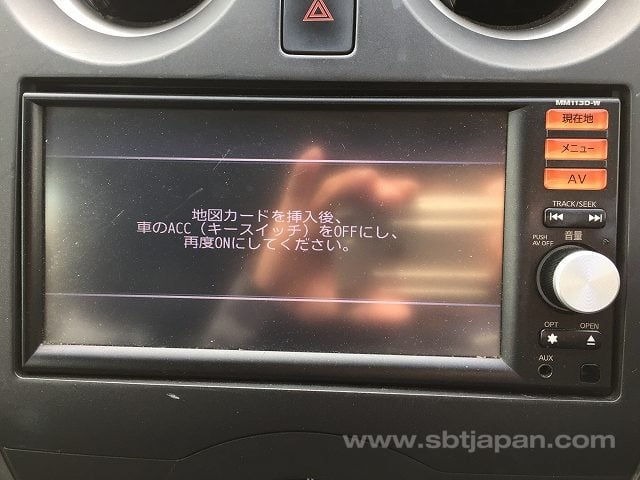 MM113D-W
現在地
メニュー
AV
TRACK/SEEK
音量
PUSH
AV OFF
地図カードを挿入後、
車のACC（キースイッチ）をOFFにし、
再度ONにしてください。
OPT
OPEN
AUX
www.sbtjapan.com